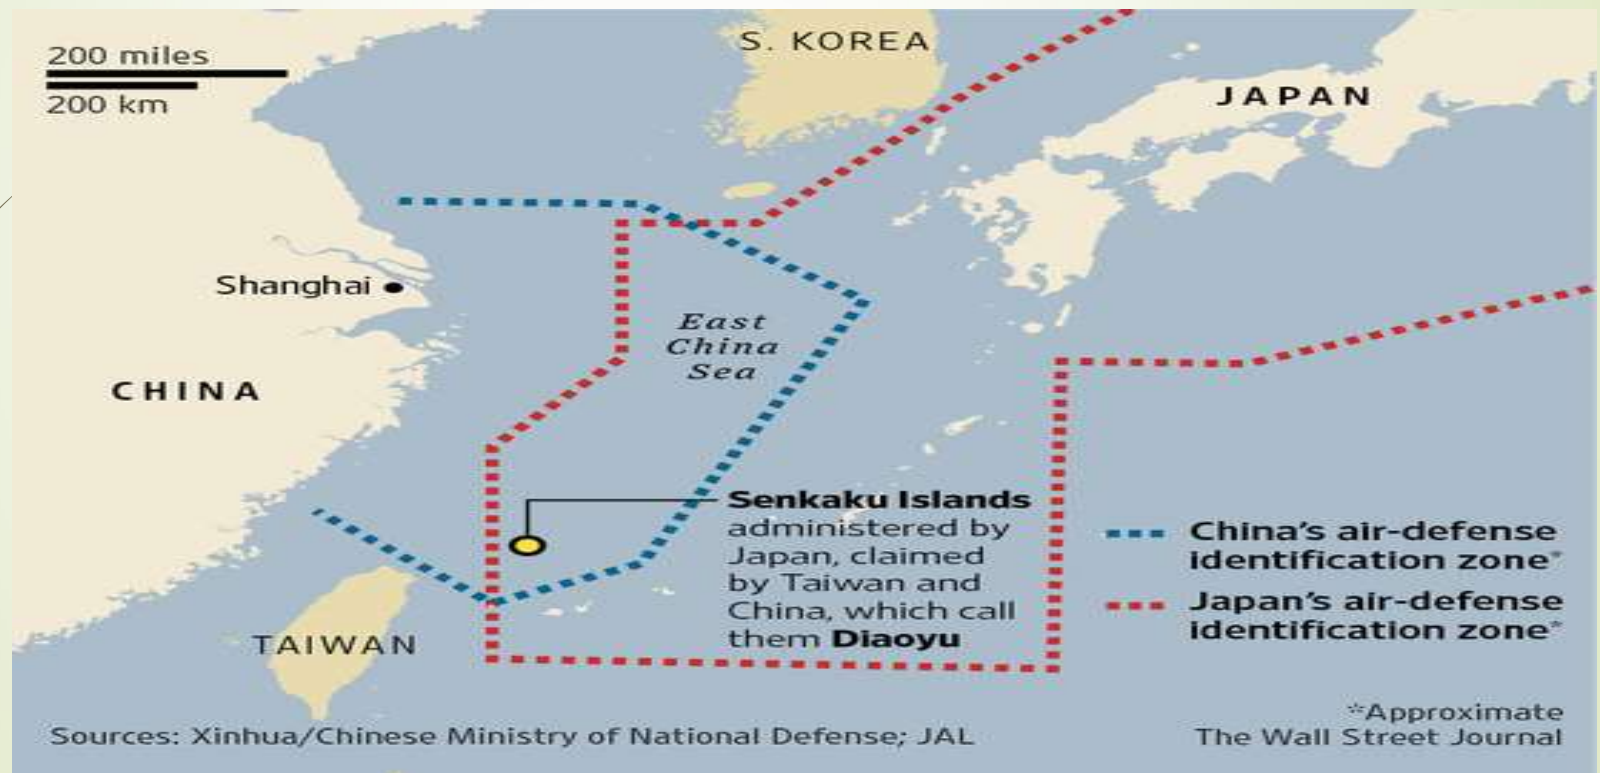 200 miles
200 km
S. KOREA
JAPAN
Shanghai
East
China
Sea
CHINA
Senkaku Islands
administered by
Japan, claimed
by Taiwan and
China, which call
them Diaoyu
China's air-defense
identification zone*
Japan's air-defense
identification zone*
TAIWAN
*Approximate
Sources: Xinhua/Chinese Ministry of National Defense; JAL
The Wall Street Journal